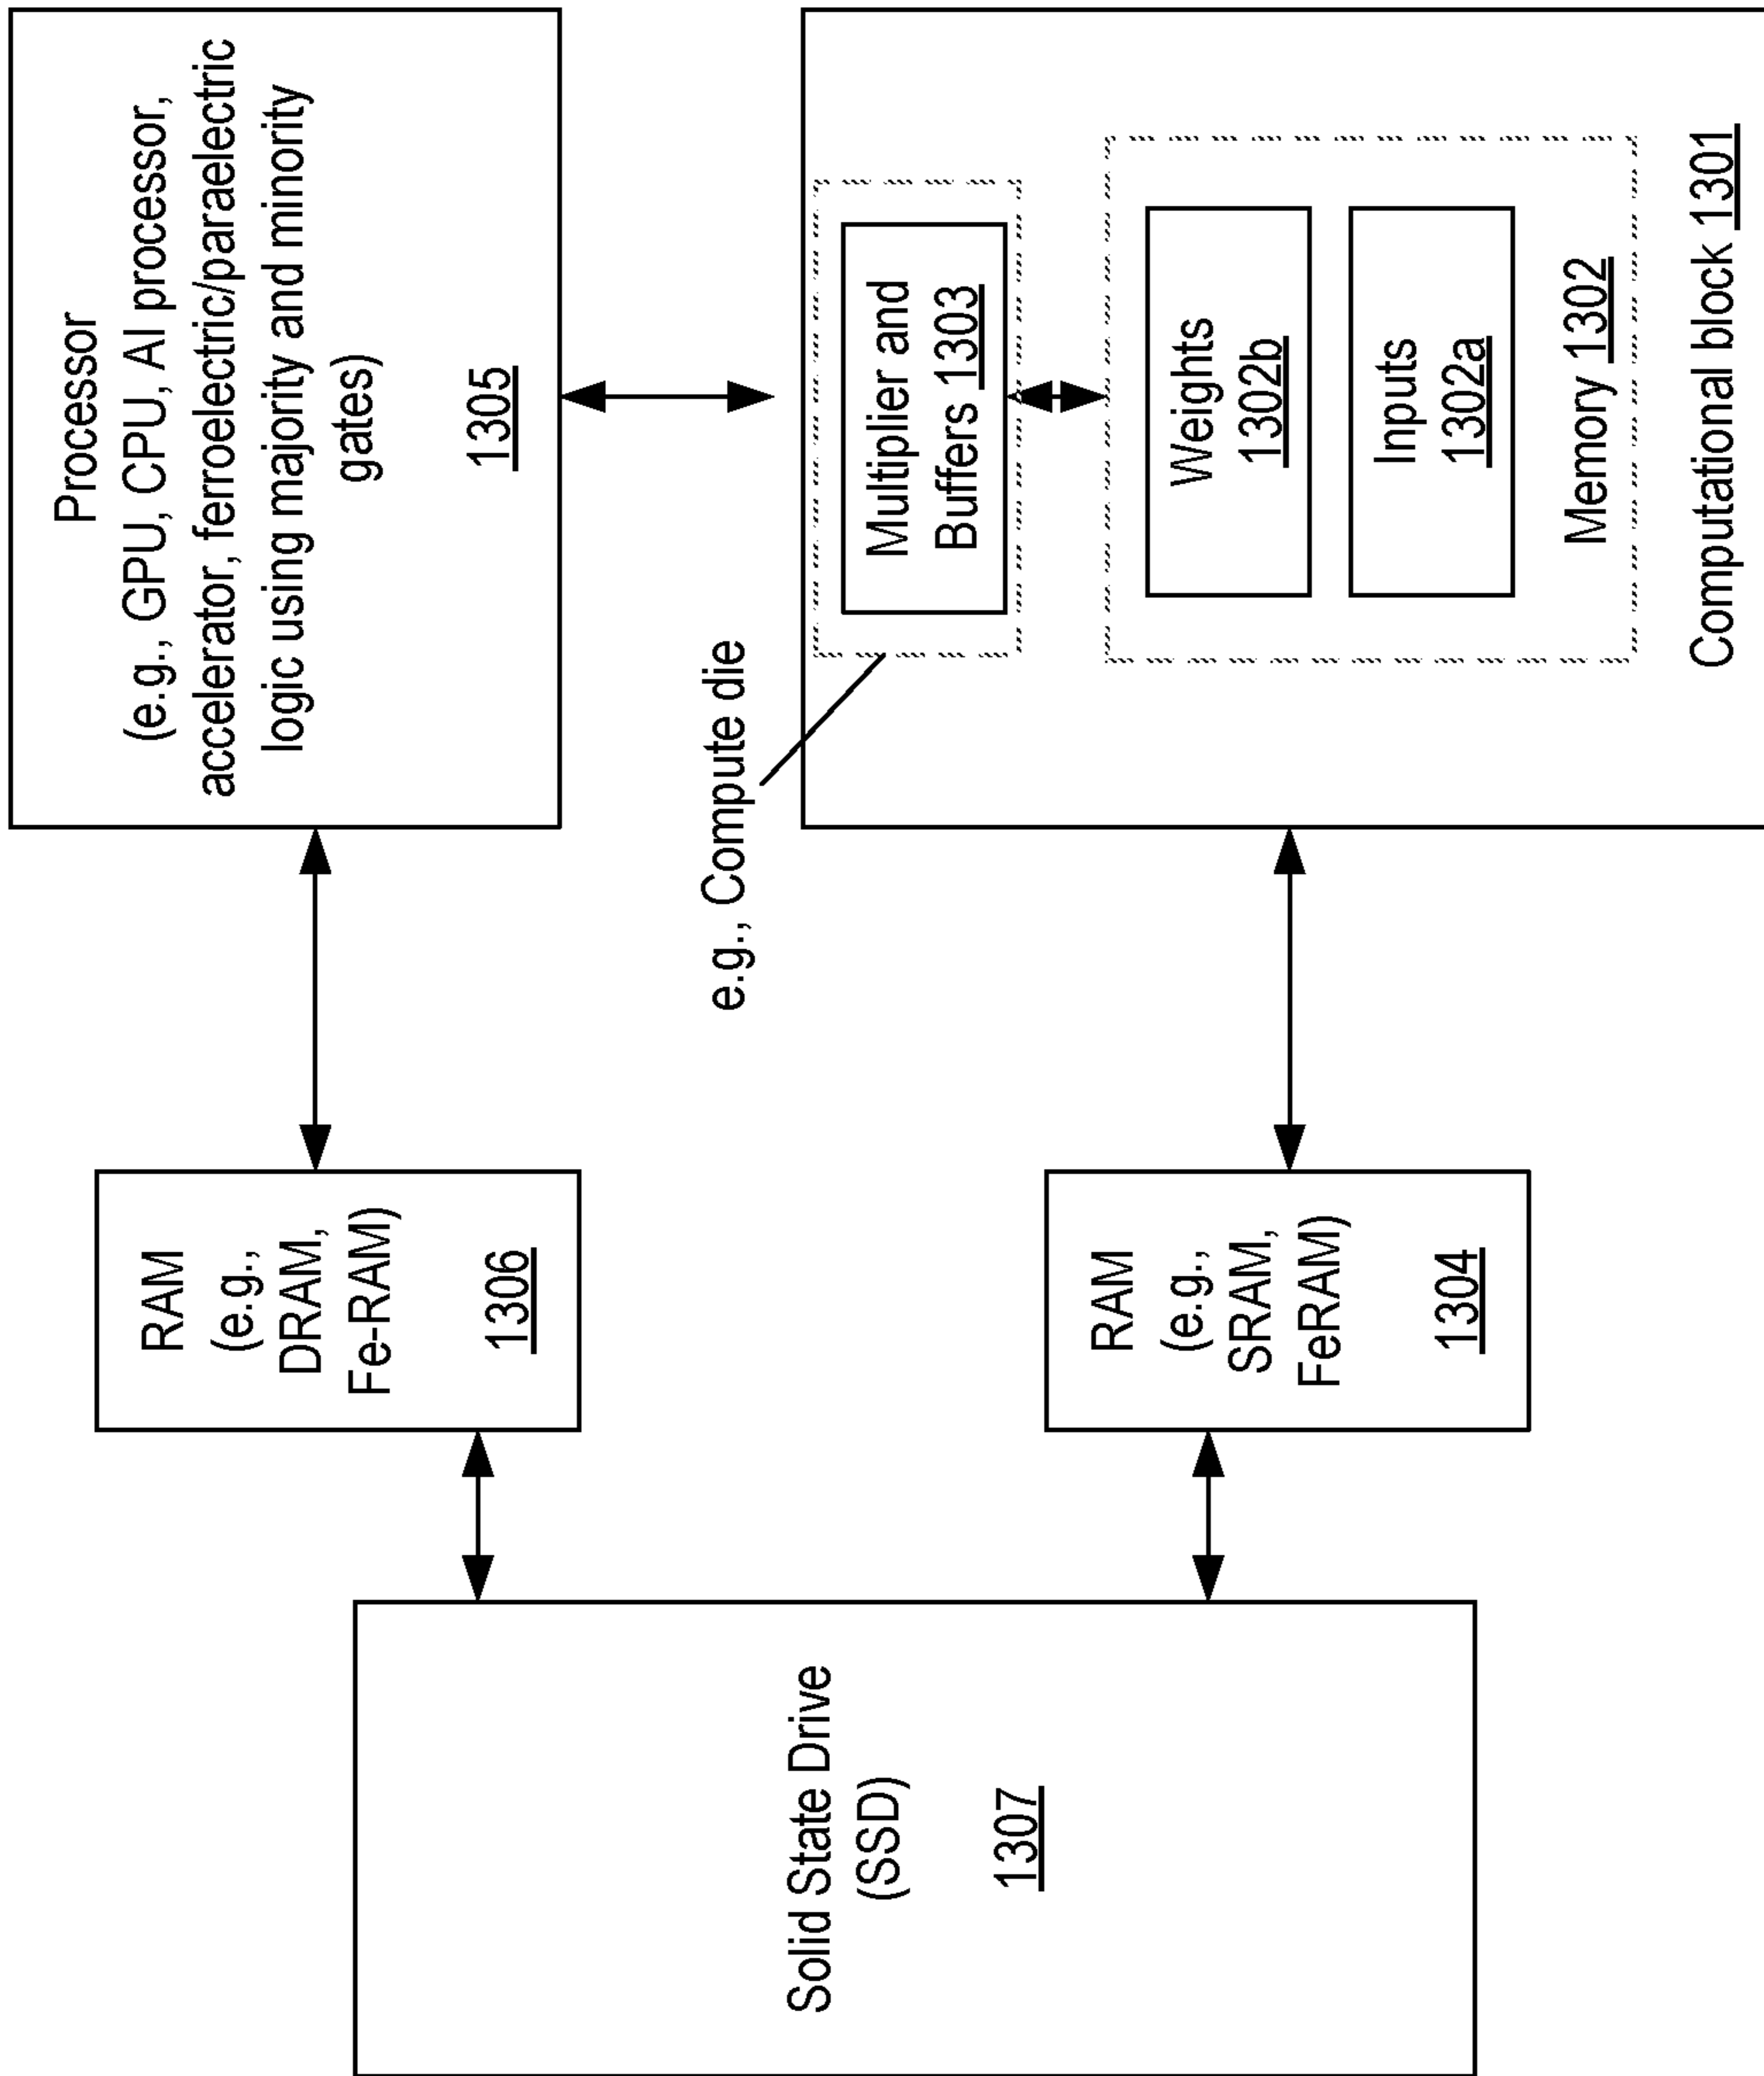 Processor
(e.g., GPU, CPU, AI processor,
accelerator, ferroelectric/paraelectric
logic using majority and minority
gates)
1305
RAM
(e.g.,
DRAM,
Fe-RAM)
1306
Solid State Drive
(SSD)
1307
e.g., Compute die
Multiplier and
Buffers 1303
Weights
1302b
Inputs
1302a
Memory 1302
Computational block 1301
RAM
(e.g.,
SRAM,
FeRAM)
1304